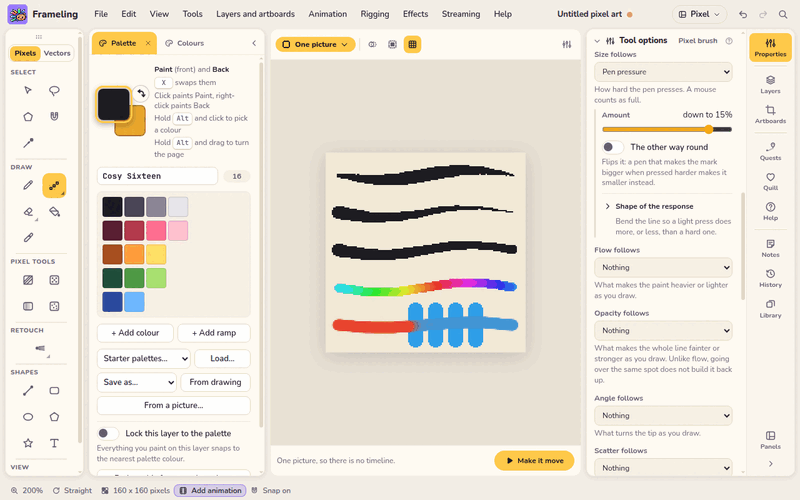 Frameling
File Edit View Tools Layers and artboards Animation Rigging Effects Streaming Help
Untitled pixel art
Pixel
Pixels Vectors
SELECT
DRAW
PIXEL TOOLS
RETOUCH
SHAPES
VIEW
Palette
Colours
Paint (front) and Back
X swaps them
Click paints Paint, right-
click paints Back
Hold Alt and click to pick
a colour
Hold Alt and drag to turn
the page
Cosy Sixteen 16
+ Add colour + Add ramp
Starter palettes... Load...
Save as... From drawing
From a picture...
Lock this layer to the palette
Everything you paint on this layer snaps to
the nearest palette colour.
One picture
One picture, so there is no timeline.
Make it move
Tool options Pixel brush
Size follows
Pen pressure
How hard the pen presses. A mouse
counts as full.
Amount down to 15%
The other way round
Flips it: a pen that makes the mark
bigger when pressed harder makes it
smaller instead.
Shape of the response
Bend the line so a light press does
more, or less, than a hard one.
Flow follows
Nothing
What makes the paint heavier or lighter
as you draw.
Opacity follows
Nothing
What makes the whole line fainter or
stronger as you draw. Unlike flow, going
over the same spot does not build it back
up.
Angle follows
Nothing
What turns the tip as you draw.
Scatter follows
Nothing
Properties
Layers
Artboards
Quests
Quill
Help
Notes
History
Library
Panels
200% Straight 160 x 160 pixels Add animation Snap on